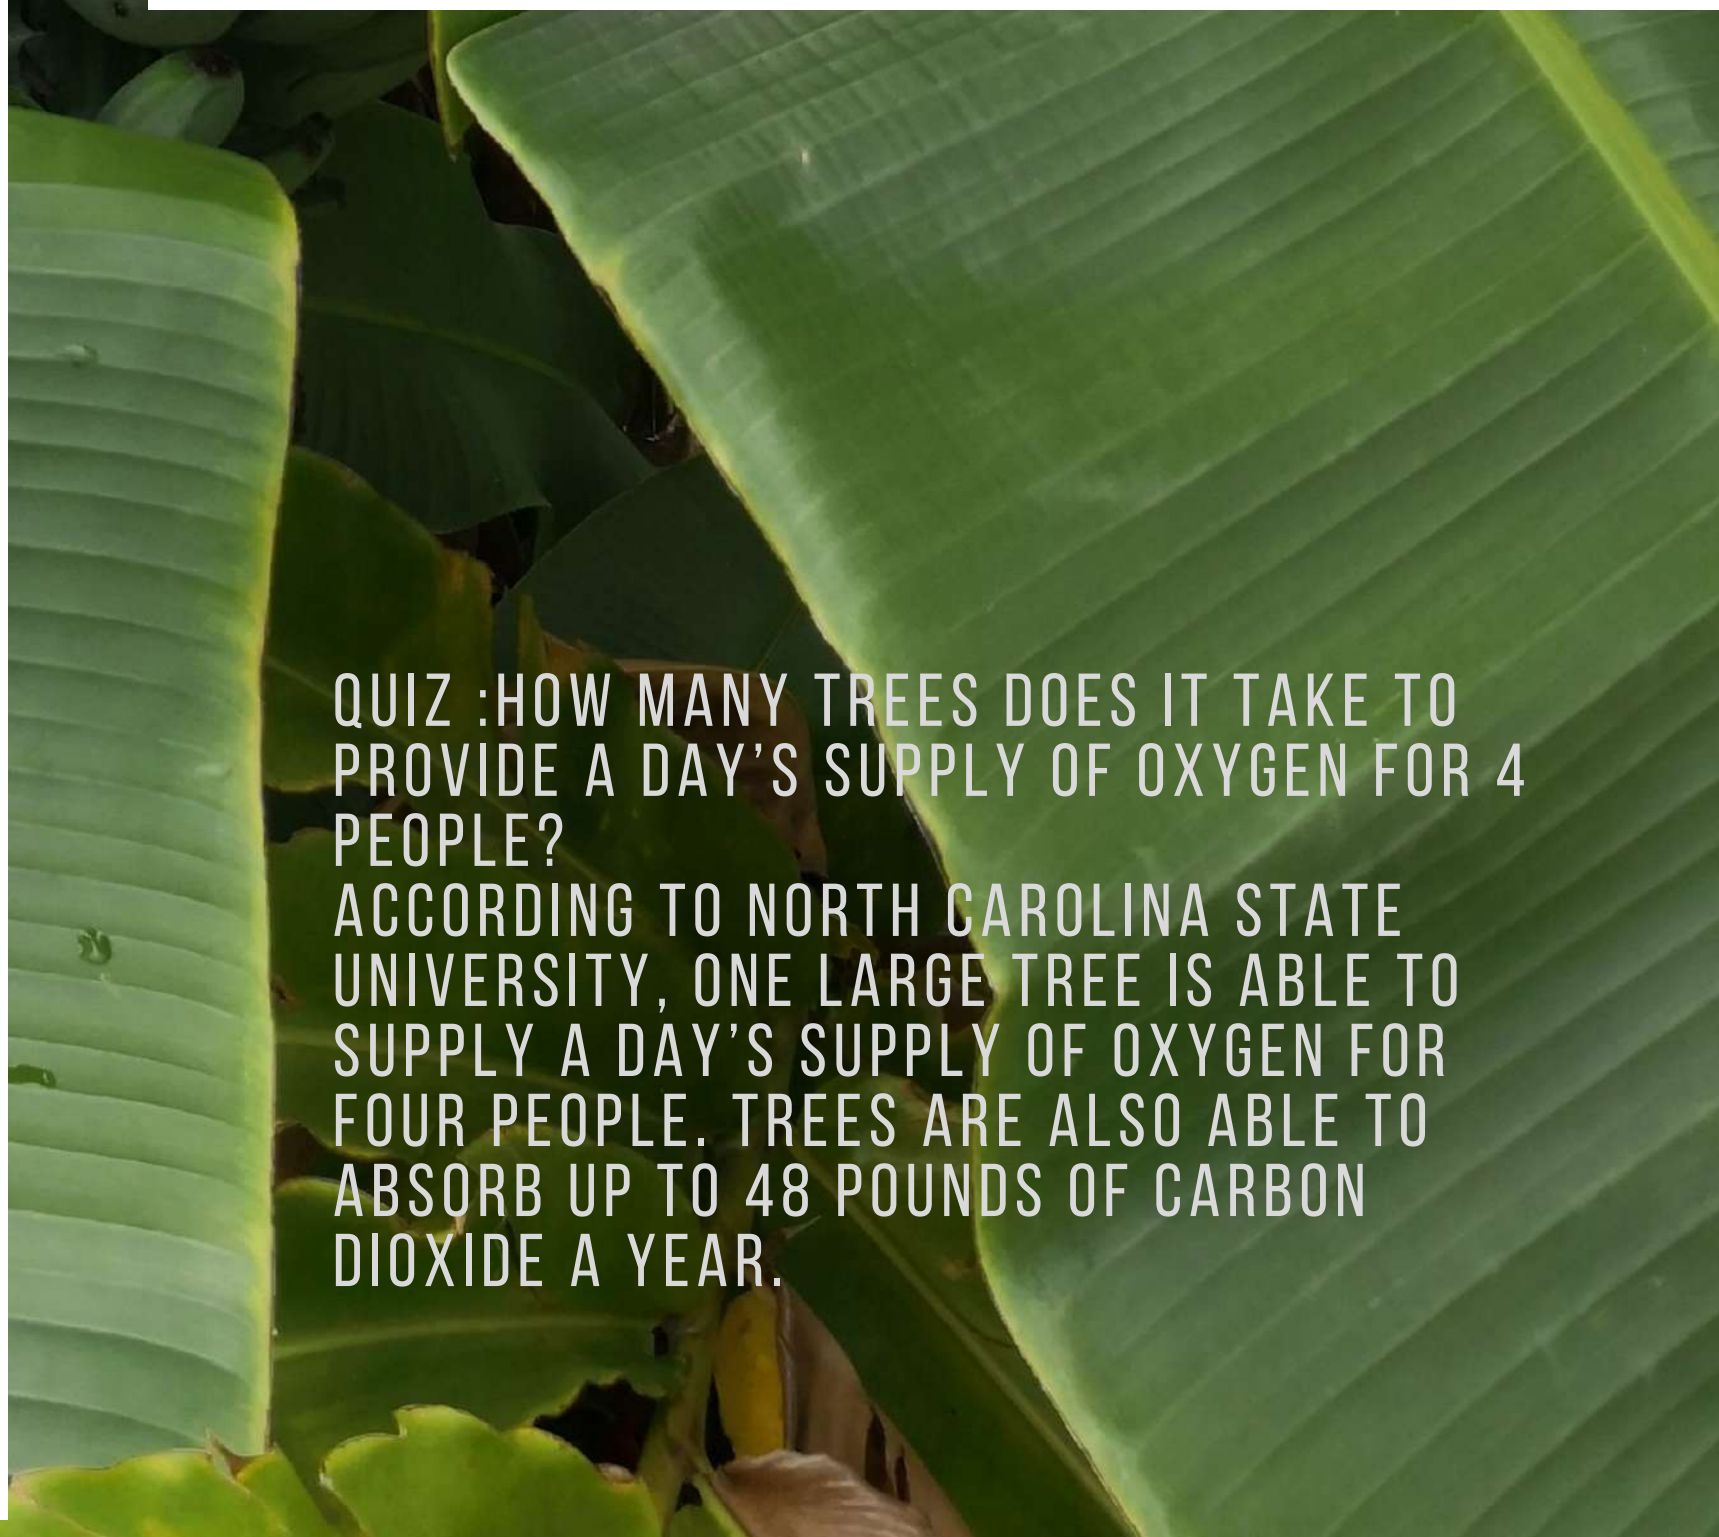 QUIZ :HOW MANY TREES DOES IT TAKE TO
PROVIDE A DAY'S SUPPLY OF OXYGEN FOR 4
PEOPLE?
ACCORDING TO NORTH CAROLINA STATE
UNIVERSITY, ONE LARGE TREE IS ABLE TO
SUPPLY A DAY'S SUPPLY OF OXYGEN FOR
FOUR PEOPLE. TREES ARE ALSO ABLE TO
ABSORB UP TO 48 POUNDS OF CARBON
DIOXIDE A YEAR.